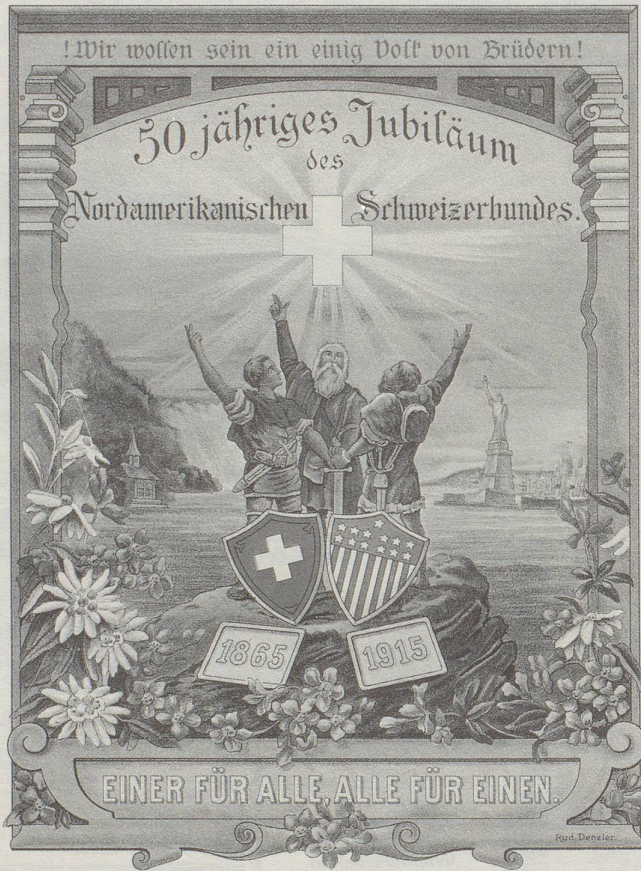 !Wir wollen sein ein einig Volk von Brüdern!
50 jähriges Jubiläum
des
Nordamerikanischen Schweizerbundes.
1865 1915
EINER FÜR ALLE, ALLE FÜR EINEN.
Rud. Denzler.